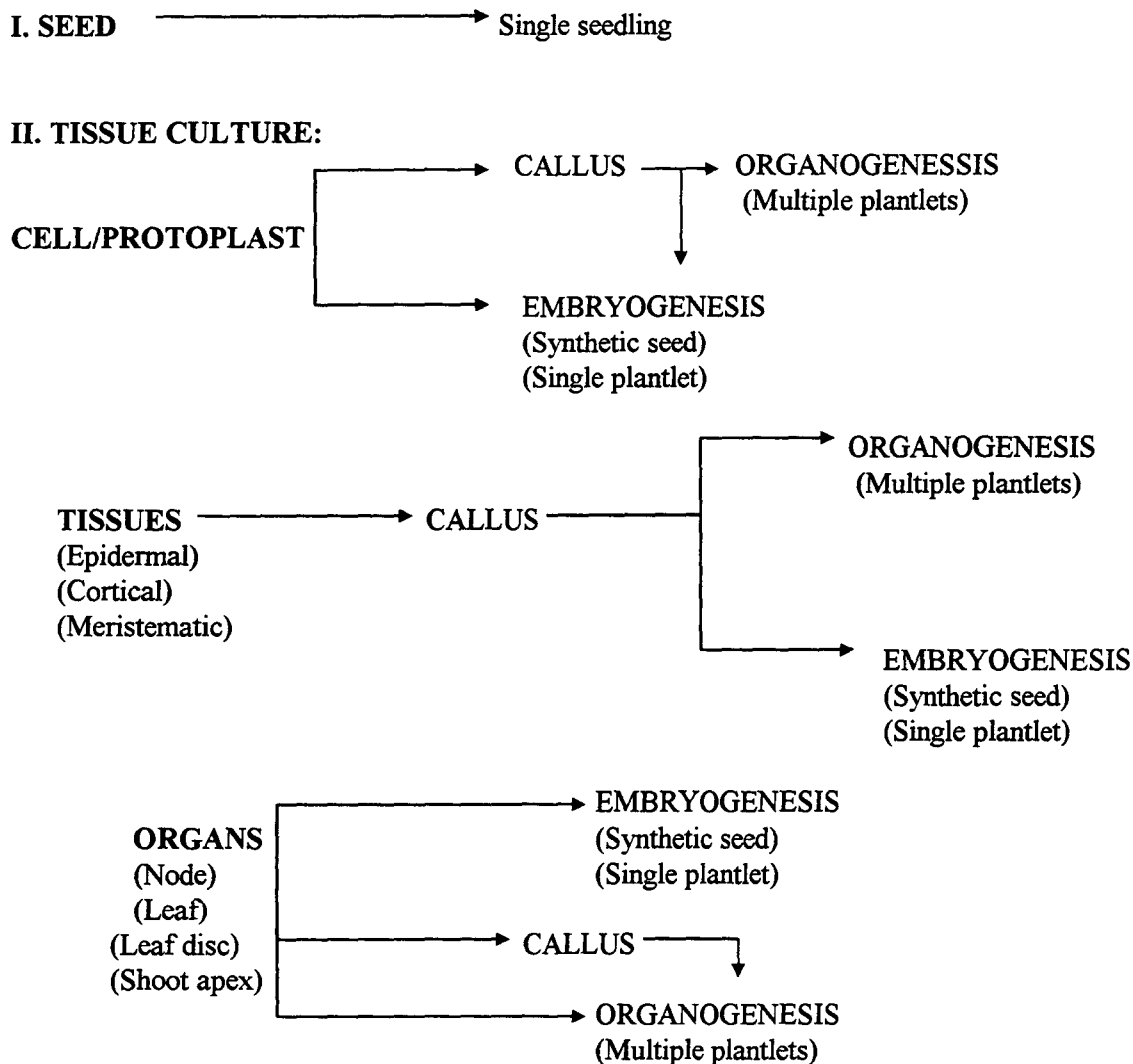 I. SEED Single seedling
II. TISSUE CULTURE:
CALLUS ORGANOGENESSIS
(Multiple plantlets)
CELL/PROTOPLAST
EMBRYOGENESIS
(Synthetic seed)
(Single plantlet)
ORGANOGENESIS
(Multiple plantlets)
TISSUES CALLUS
(Epidermal)
(Cortical)
(Meristematic)
EMBRYOGENESIS
(Synthetic seed)
(Single plantlet)
EMBRYOGENESIS
ORGANS (Synthetic seed)
(Node) (Single plantlet)
(Leaf)
(Leaf disc) CALLUS
(Shoot apex)
ORGANOGENESIS
(Multiple plantlets)